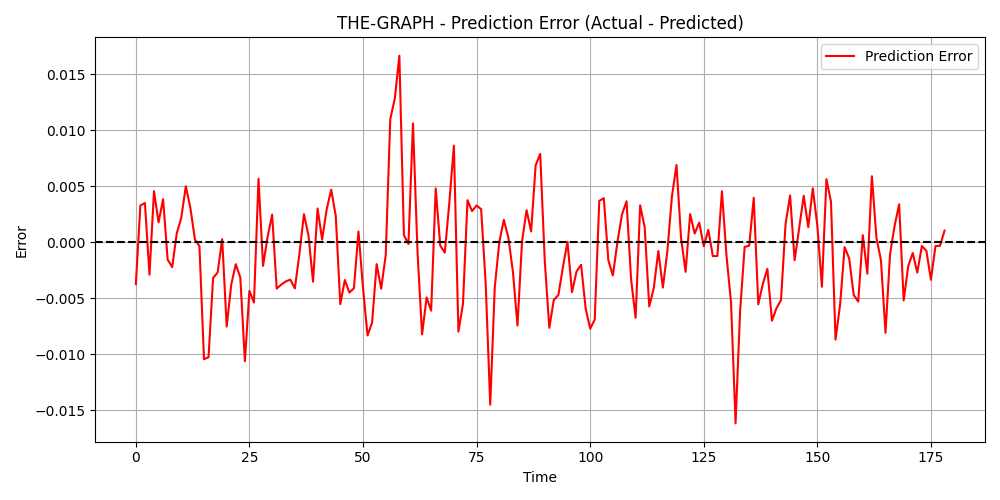 THE-GRAPH - Prediction Error (Actual - Predicted)
Prediction Error
Error
0.015
0.010
0.005
0.000
−0.005
−0.010
−0.015
0 25 50 75 100 125 150 175
Time